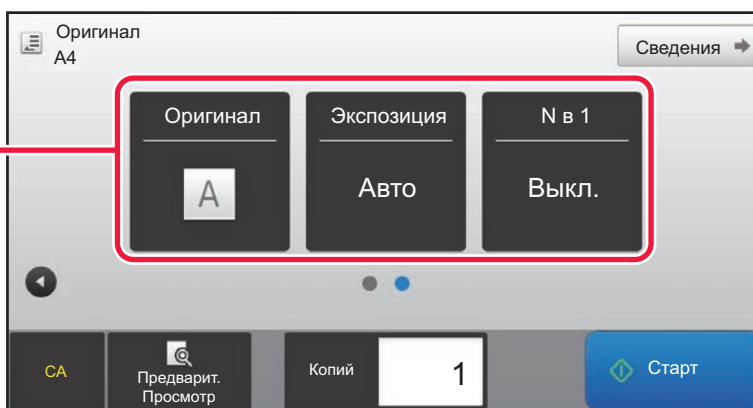 Оригинал
A4
Сведения
Оригинал
Экспозиция
N в 1
A
Авто
Выкл.
CA
Предварит.
Просмотр
Копий
1
Старт